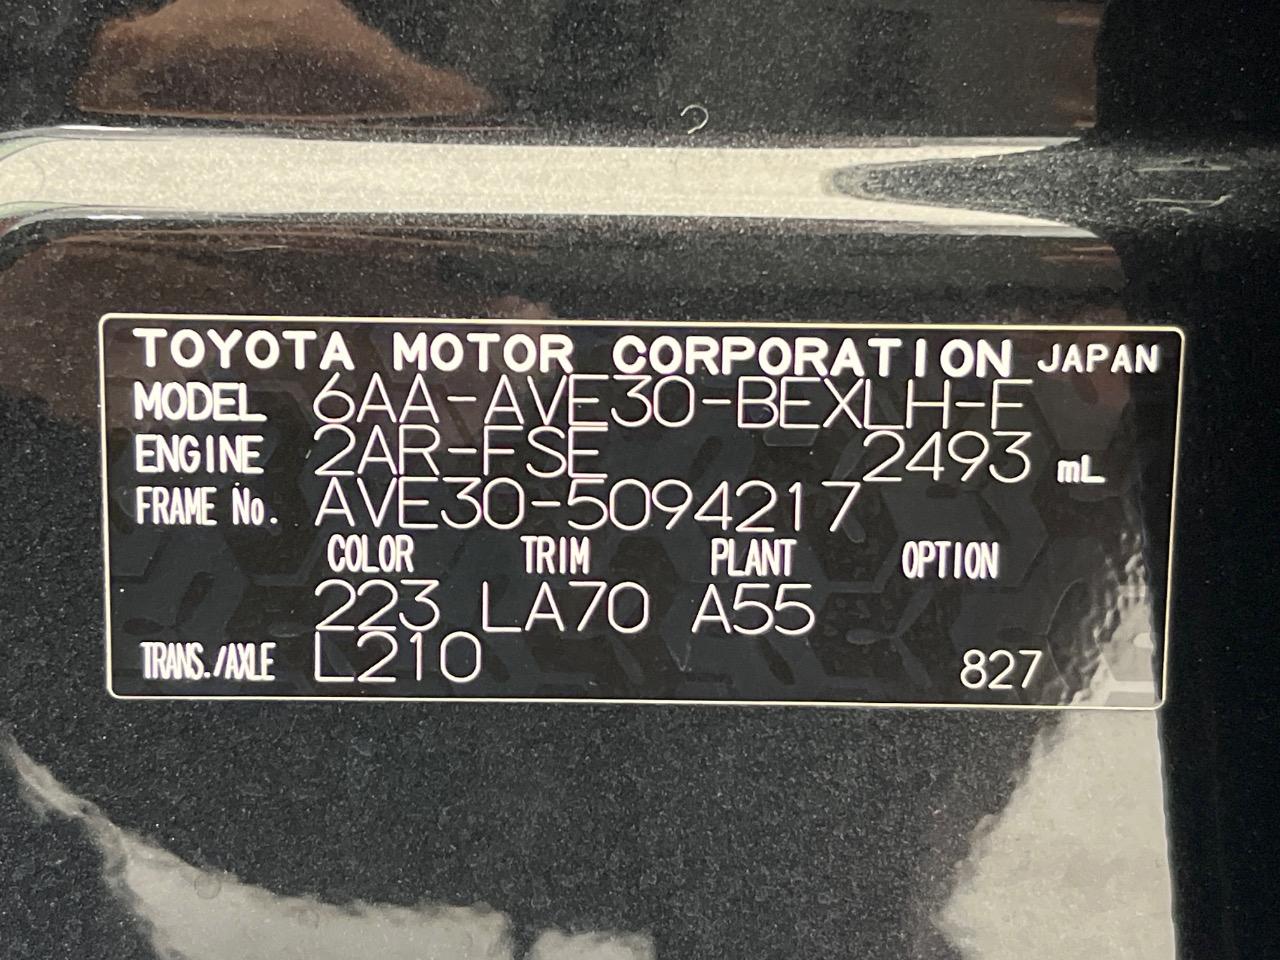 TOYOTA MOTOR CORPORATION JAPAN
MODEL 6AA-AVE30-BEXLH-F
ENGINE 2AR-FSE 2493 mL
FRAME No. AVE30-5094217
COLOR TRIM PLANT OPTION
223 LA70 A55
TRANS./AXLE L210 827